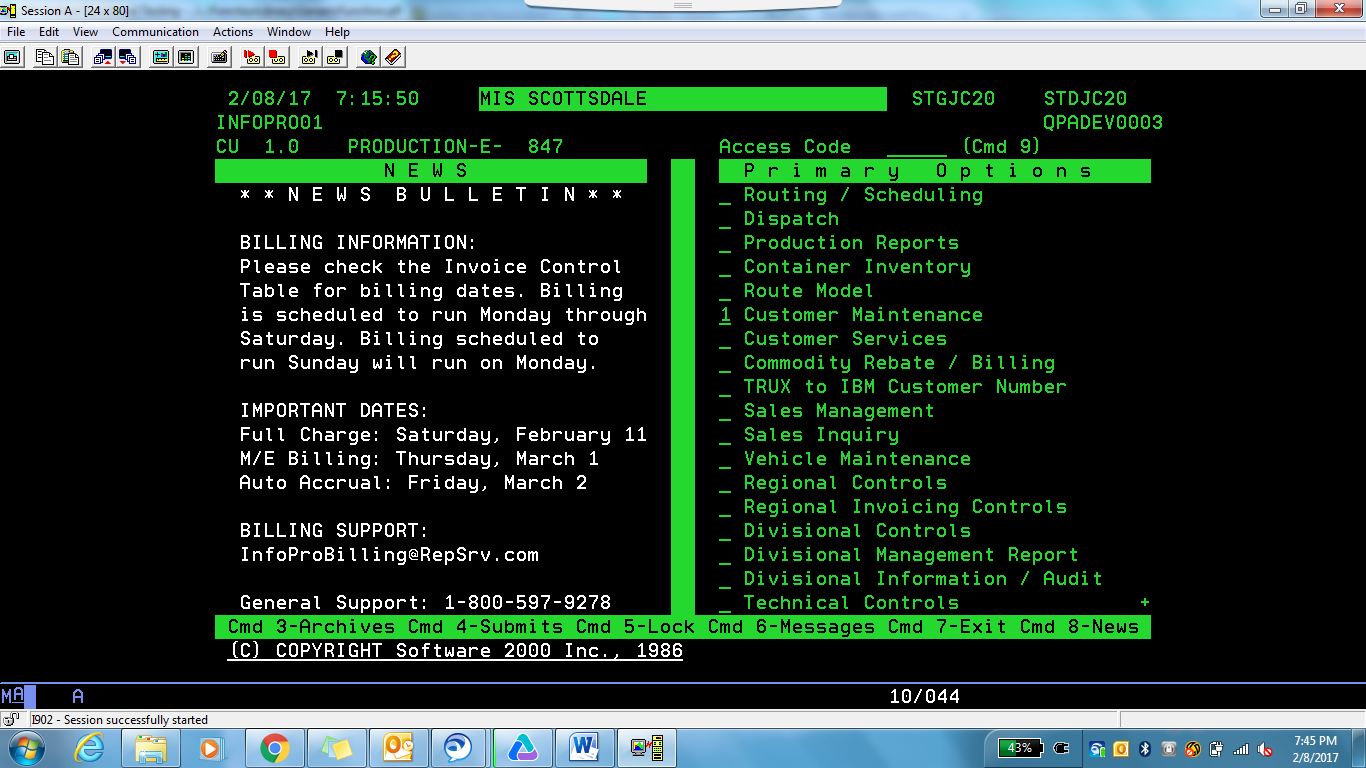 Session A - [24 x 80]
File Edit View Communication Actions Window Help
2/08/17 7:15:50 MIS SCOTTSDALE STGJC20 STDJC20
INFOPRO01 QPADEV0003
CU 1.0 PRODUCTION-E- 847 Access Code ______ (Cmd 9)
N E W S
* * N E W S B U L L E T I N * *
BILLING INFORMATION:
Please check the Invoice Control
Table for billing dates. Billing
is scheduled to run Monday through
Saturday. Billing scheduled to
run Sunday will run on Monday.
IMPORTANT DATES:
Full Charge: Saturday, February 11
M/E Billing: Thursday, March 1
Auto Accrual: Friday, March 2
BILLING SUPPORT:
InfoProBilling@RepSrv.com
General Support: 1-800-597-9278
P r i m a r y O p t i o n s
_ Routing / Scheduling
_ Dispatch
_ Production Reports
_ Container Inventory
_ Route Model
1 Customer Maintenance
_ Customer Services
_ Commodity Rebate / Billing
_ TRUX to IBM Customer Number
_ Sales Management
_ Sales Inquiry
_ Vehicle Maintenance
_ Regional Controls
_ Regional Invoicing Controls
_ Divisional Controls
_ Divisional Management Report
_ Divisional Information / Audit
_ Technical Controls +
Cmd 3-Archives Cmd 4-Submits Cmd 5-Lock Cmd 6-Messages Cmd 7-Exit Cmd 8-News
(C) COPYRIGHT Software 2000 Inc., 1986
MA A 10/044
I902 - Session successfully started
43%
7:45 PM
2/8/2017